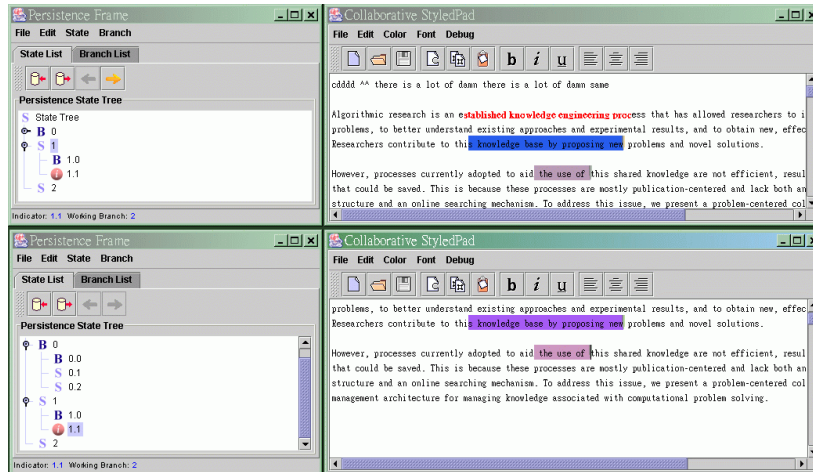 Persistence Frame
File Edit State Branch
State List Branch List
Persistence State Tree
S State Tree
B 0
S 1
B 1.0
1.1
S 2
Indicator: 1.1 Working Branch: 2
Collaborative StyledPad
File Edit Color Font Debug
b i u
cdddd ^^ there is a lot of damn there is a lot of damn same
Algorithmic research is an established knowledge engineering process that has allowed researchers to i
problems, to better understand existing approaches and experimental results, and to obtain new, effec
Researchers contribute to this knowledge base by proposing new problems and novel solutions.
However, processes currently adopted to aid the use of this shared knowledge are not efficient, resul
that could be saved. This is because these processes are mostly publication-centered and lack both an
structure and an online searching mechanism. To address this issue, we present a problem-centered col
Persistence Frame
File Edit State Branch
State List Branch List
Persistence State Tree
B 0
B 0.0
S 0.1
S 0.2
S 1
B 1.0
1.1
S 2
Indicator: 1.1 Working Branch: 2
Collaborative StyledPad
File Edit Color Font Debug
b i u
problems, to better understand existing approaches and experimental results, and to obtain new, effec
Researchers contribute to this knowledge base by proposing new problems and novel solutions.
However, processes currently adopted to aid the use of this shared knowledge are not efficient, resul
that could be saved. This is because these processes are mostly publication-centered and lack both an
structure and an online searching mechanism. To address this issue, we present a problem-centered col
management architecture for managing knowledge associated with computational problem solving.